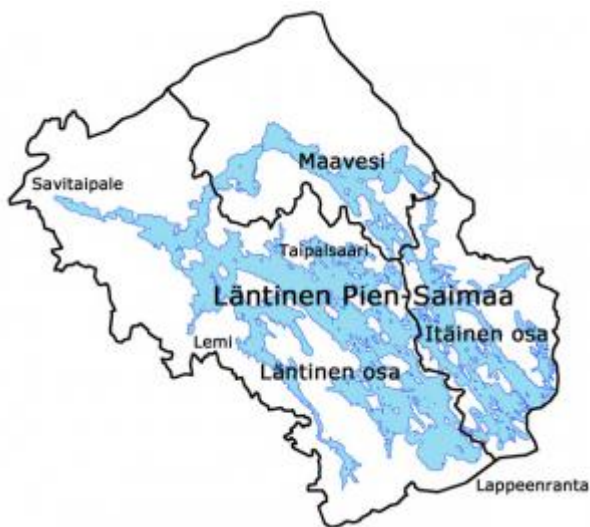 Maavesi
Savitaipale
Taipalsaari
Läntinen Pien-Saimaa
Itäinen osa
Lemi
Läntinen osa
Lappeenranta